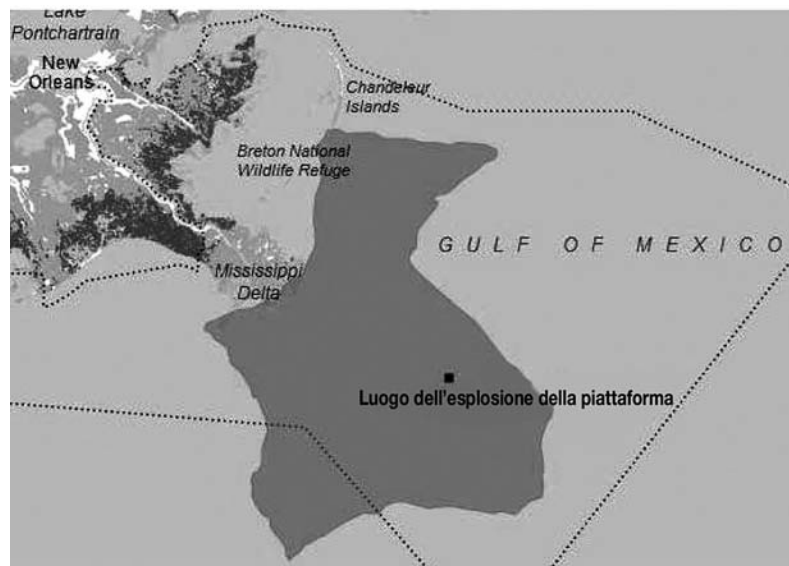 Lake
Pontchartrain
New
Orleans
Chandeleur
Islands
Breton National
Wildlife Refuge
GULF OF MEXICO
Mississippi
Delta
Luogo dell'esplosione della piattaforma